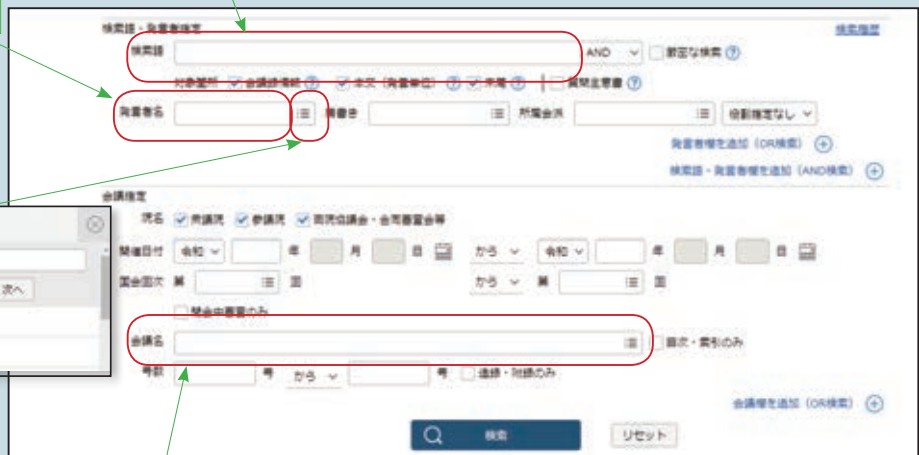 検索語・発言者指定 検索履歴
検索語 AND 厳密な検索 ?
対象箇所 会議録情報 ? 本文(発言単位) ? 末尾 ? | 質問主意書 ?
発言者名 肩書き 所属会派 役割指定なし
発言者欄を追加(OR検索) +
検索語・発言者欄を追加(AND検索) +
会議指定
院名 衆議院 参議院 両院協議会・合同審査会等
開催日付 令和 年 月 日 から 令和 年 月 日
国会回次 第 回 から 第 回
次へ
閉会中審査のみ
会議名 目次・索引のみ
号数 号 から 号 追録・附録のみ
会議欄を追加(OR検索) +
検索 リセット